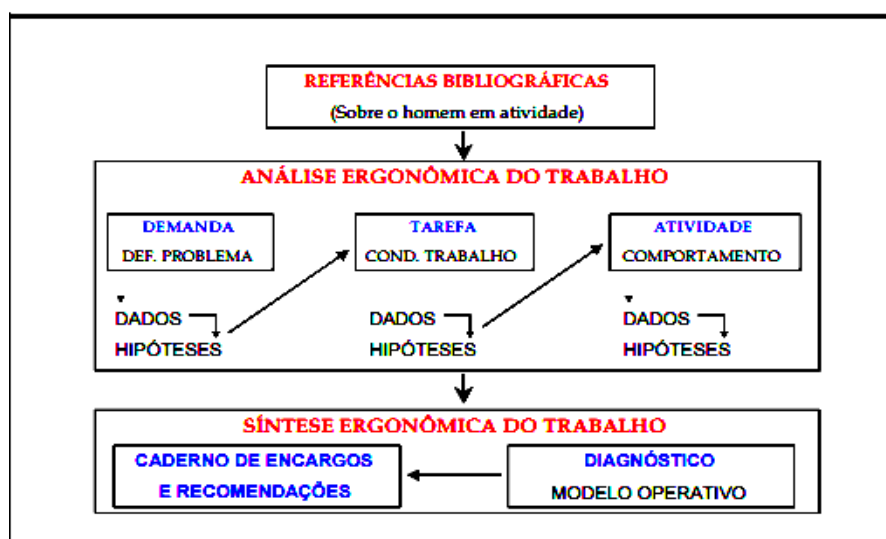 REFERÊNCIAS BIBLIOGRÁFICAS
(Sobre o homem em atividade)
ANÁLISE ERGONÔMICA DO TRABALHO
DEMANDA
DEF. PROBLEMA
TAREFA
COND. TRABALHO
ATIVIDADE
COMPORTAMENTO
DADOS
HIPÓTESES
DADOS
HIPÓTESES
DADOS
HIPÓTESES
SÍNTESE ERGONÔMICA DO TRABALHO
CADERNO DE ENCARGOS
E RECOMENDAÇÕES
DIAGNÓSTICO
MODELO OPERATIVO